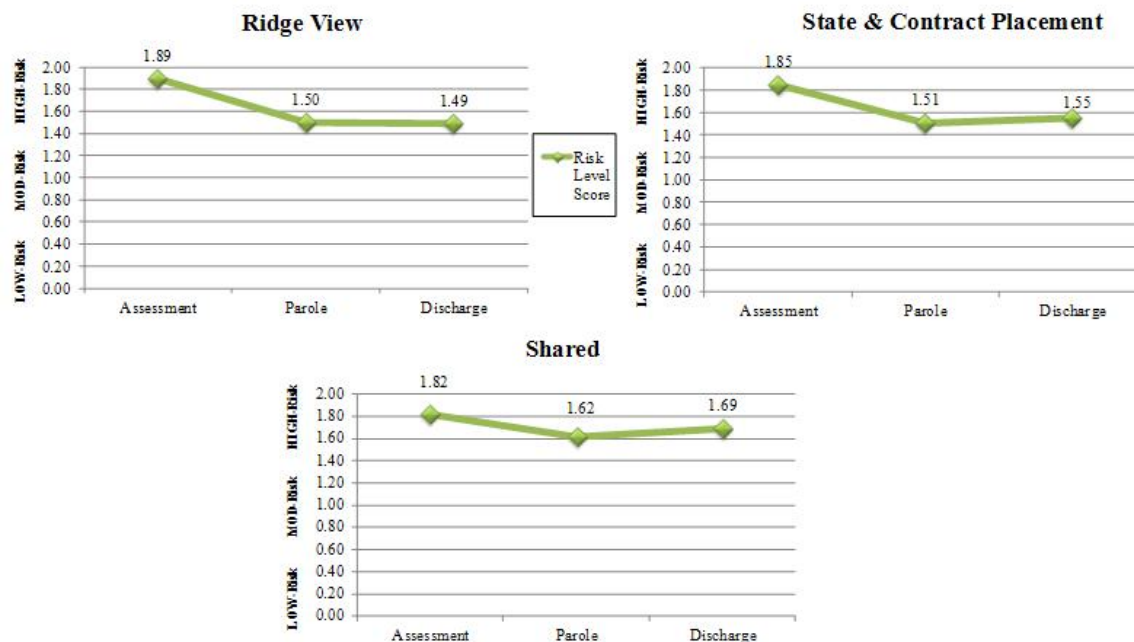 Ridge View
1.89
1.50
1.49
2.00
1.80
1.60
1.40
1.20
1.00
0.80
0.60
0.40
0.20
0.00
HIGH-Risk
MOD-Risk
LOW-Risk
Assessment Parole Discharge
Risk
Level
Score
State & Contract Placement
1.85
1.51
1.55
2.00
1.80
1.60
1.40
1.20
1.00
0.80
0.60
0.40
0.20
0.00
HIGH-Risk
MOD-Risk
LOW-Risk
Assessment Parole Discharge
Shared
1.82
1.62
1.69
2.00
1.80
1.60
1.40
1.20
1.00
0.80
0.60
0.40
0.20
0.00
HIGH-Risk
MOD-Risk
LOW-Risk
Assessment Parole Discharge